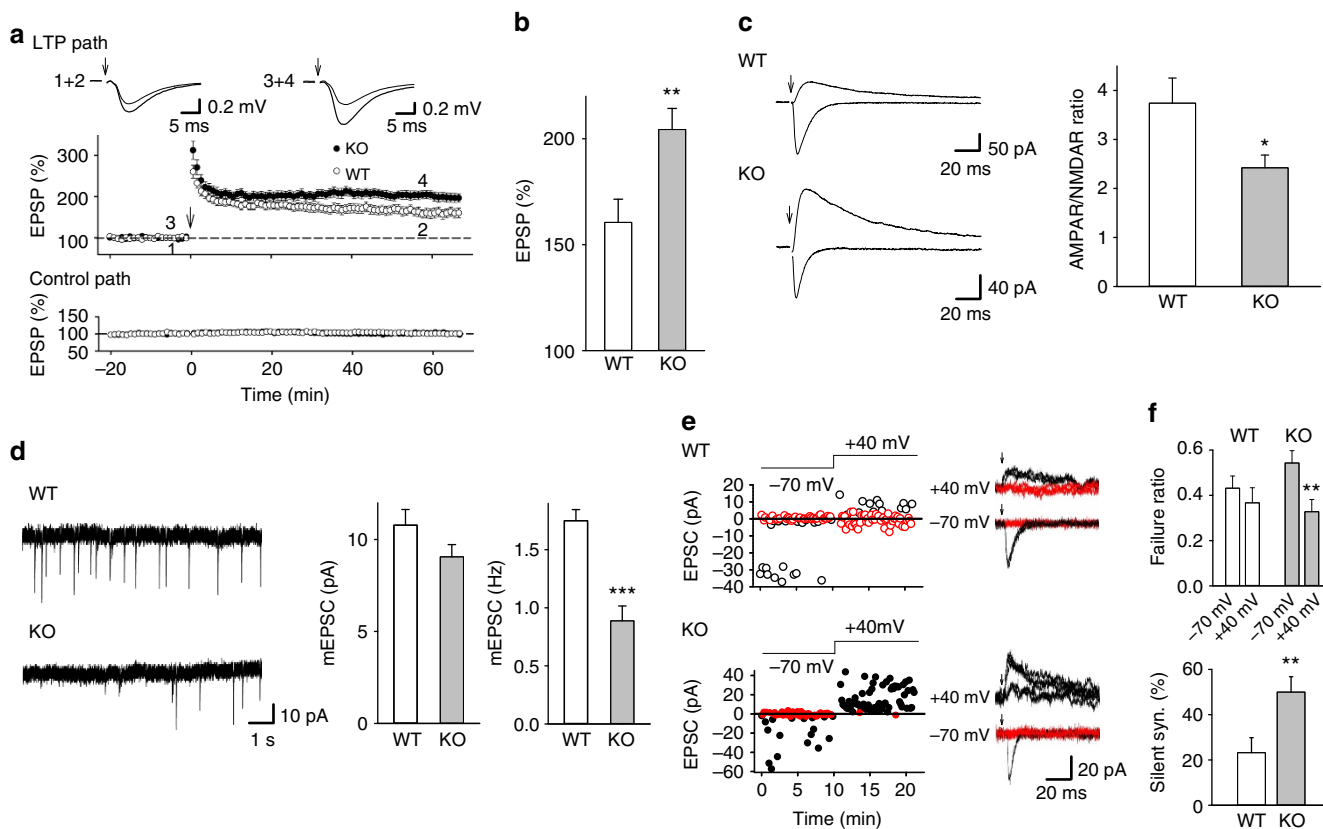 a
LTP path
1+2
0.2 mV
5 ms
3+4
0.2 mV
5 ms
EPSP (%)
300
200
100
KO
WT
4
2
3
1
Control path
EPSP (%)
150
100
50
–20
0
20
40
60
Time (min)
b
EPSP (%)
200
150
100
**
WT
KO
c
WT
50 pA
20 ms
KO
40 pA
20 ms
AMPAR/NMDAR ratio
4
3
2
1
0
*
WT
KO
d
WT
KO
10 pA
1 s
mEPSC (pA)
10
5
0
WT
KO
mEPSC (Hz)
1.5
1.0
0.5
0.0
***
WT
KO
e
WT
+40 mV
–70 mV
EPSC (pA)
20
10
0
–10
–20
–30
–40
+40 mV
–70 mV
KO
+40mV
–70 mV
EPSC (pA)
40
20
0
–20
–40
–60
0
5
10
15
20
Time (min)
+40 mV
–70 mV
20 pA
20 ms
f
WT
KO
Failure ratio
0.6
0.4
0.2
0.0
**
–70 mV
+40 mV
–70 mV
+40 mV
Silent syn. (%)
60
40
20
0
**
WT
KO